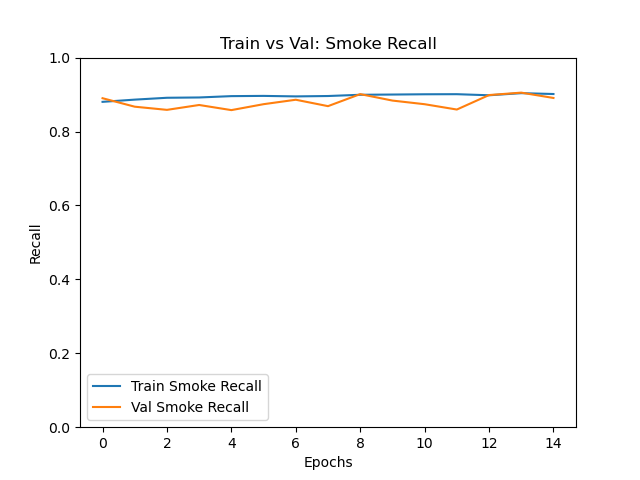 Train vs Val: Smoke Recall
1.0
0.8
0.6
0.4
0.2
0.0
Recall
Train Smoke Recall
Val Smoke Recall
0 2 4 6 8 10 12 14
Epochs